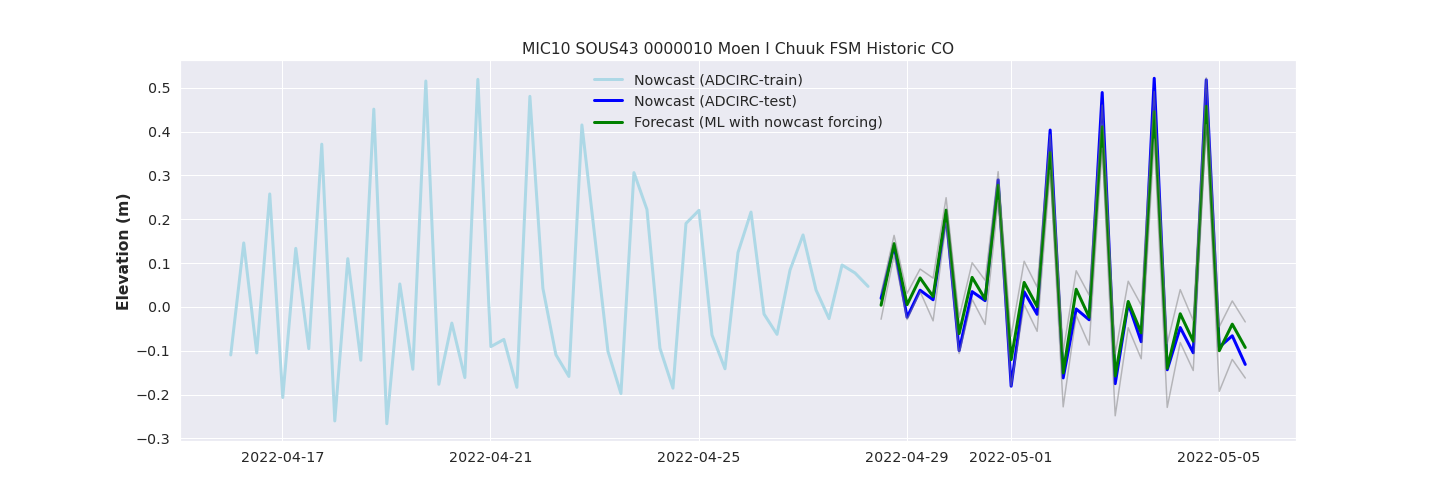 MIC10 SOUS43 0000010 Moen I Chuuk FSM Historic CO
Nowcast (ADCIRC-train)
Nowcast (ADCIRC-test)
Forecast (ML with nowcast forcing)
Elevation (m)
0.5
0.4
0.3
0.2
0.1
0.0
−0.1
−0.2
−0.3
2022-04-17 2022-04-21 2022-04-25 2022-04-29 2022-05-01 2022-05-05